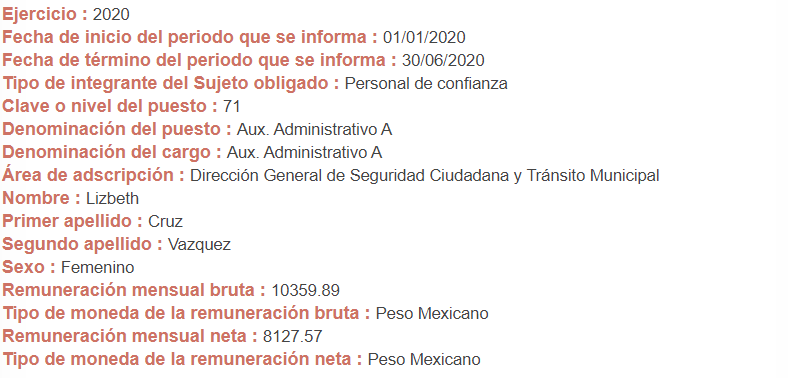 Ejercicio : 2020
Fecha de inicio del periodo que se informa : 01/01/2020
Fecha de término del periodo que se informa : 30/06/2020
Tipo de integrante del Sujeto obligado : Personal de confianza
Clave o nivel del puesto : 71
Denominación del puesto : Aux. Administrativo A
Denominación del cargo : Aux. Administrativo A
Área de adscripción : Dirección General de Seguridad Ciudadana y Tránsito Municipal
Nombre : Lizbeth
Primer apellido : Cruz
Segundo apellido : Vazquez
Sexo : Femenino
Remuneración mensual bruta : 10359.89
Tipo de moneda de la remuneración bruta : Peso Mexicano
Remuneración mensual neta : 8127.57
Tipo de moneda de la remuneración neta : Peso Mexicano